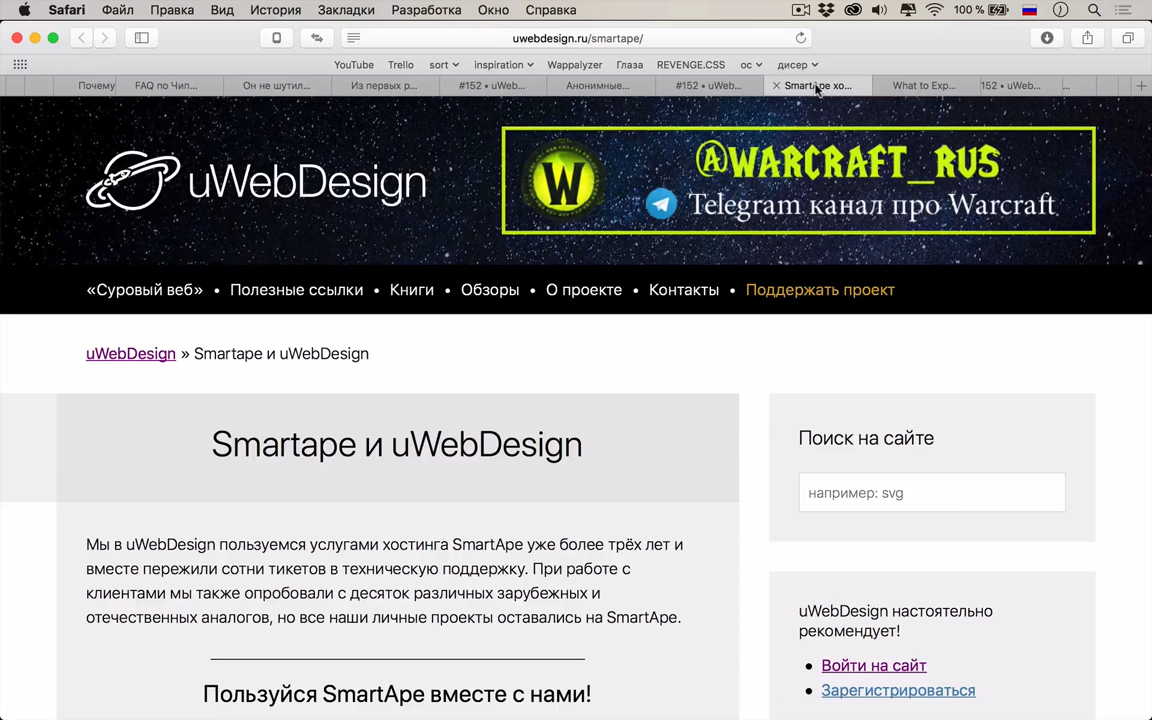 Safari Файл Правка Вид История Закладки Разработка Окно Справка 100 %
uwebdesign.ru/smartape/
YouTube Trello sort inspiration Wappalyzer Глаза REVENGE.CSS ос дисер
Почему FAQ по Чип... Он не шутил... Из первых р... #152 • uWeb... Анонимные... #152 • uWeb... SmartApe хо... What to Exp... 152 • uWeb... ...
uWebDesign
W
@WARCRAFT_RUS
Telegram канал про Warcraft
«Суровый веб» • Полезные ссылки • Книги • Обзоры • О проекте • Контакты • Поддержать проект
uWebDesign » Smartape и uWebDesign
Smartape и uWebDesign
Мы в uWebDesign пользуемся услугами хостинга SmartApe уже более трёх лет и
вместе пережили сотни тикетов в техническую поддержку. При работе с
клиентами мы также опробовали с десяток различных зарубежных и
отечественных аналогов, но все наши личные проекты оставались на SmartApe.
Пользуйся SmartApe вместе с нами!
Поиск на сайте
например: svg
uWebDesign настоятельно
рекомендует!
• Войти на сайт
• Зарегистрироваться